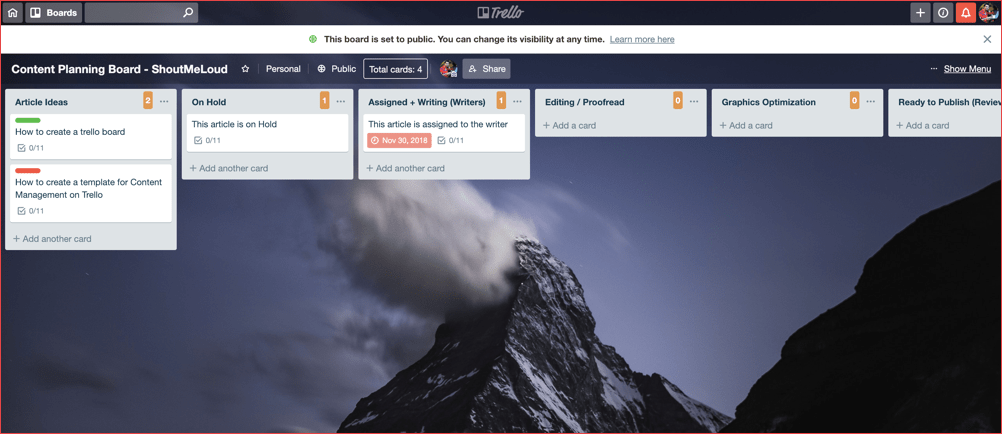 Boards
Trello
This board is set to public. You can change its visibility at any time. Learn more here
Content Planning Board - ShoutMeLoud
Personal
Public
Total cards: 4
Share
Show Menu
Article Ideas
2
How to create a trello board
0/11
How to create a template for Content
Management on Trello
0/11
+ Add another card
On Hold
1
This article is on Hold
0/11
+ Add another card
Assigned + Writing (Writers)
1
This article is assigned to the writer
Nov 30, 2018
0/11
+ Add another card
Editing / Proofread
0
+ Add a card
Graphics Optimization
0
+ Add a card
Ready to Publish (Review
+ Add a card